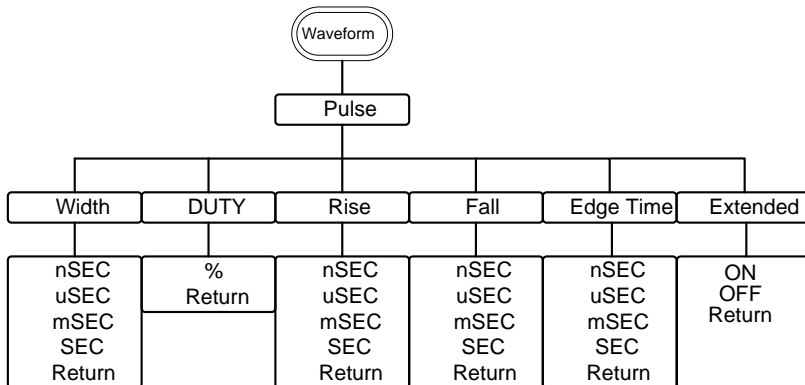 Waveform
Pulse
Width
DUTY
Rise
Fall
Edge Time
Extended
nSEC
uSEC
mSEC
SEC
Return
%
Return
nSEC
uSEC
mSEC
SEC
Return
nSEC
uSEC
mSEC
SEC
Return
nSEC
uSEC
mSEC
SEC
Return
ON
OFF
Return